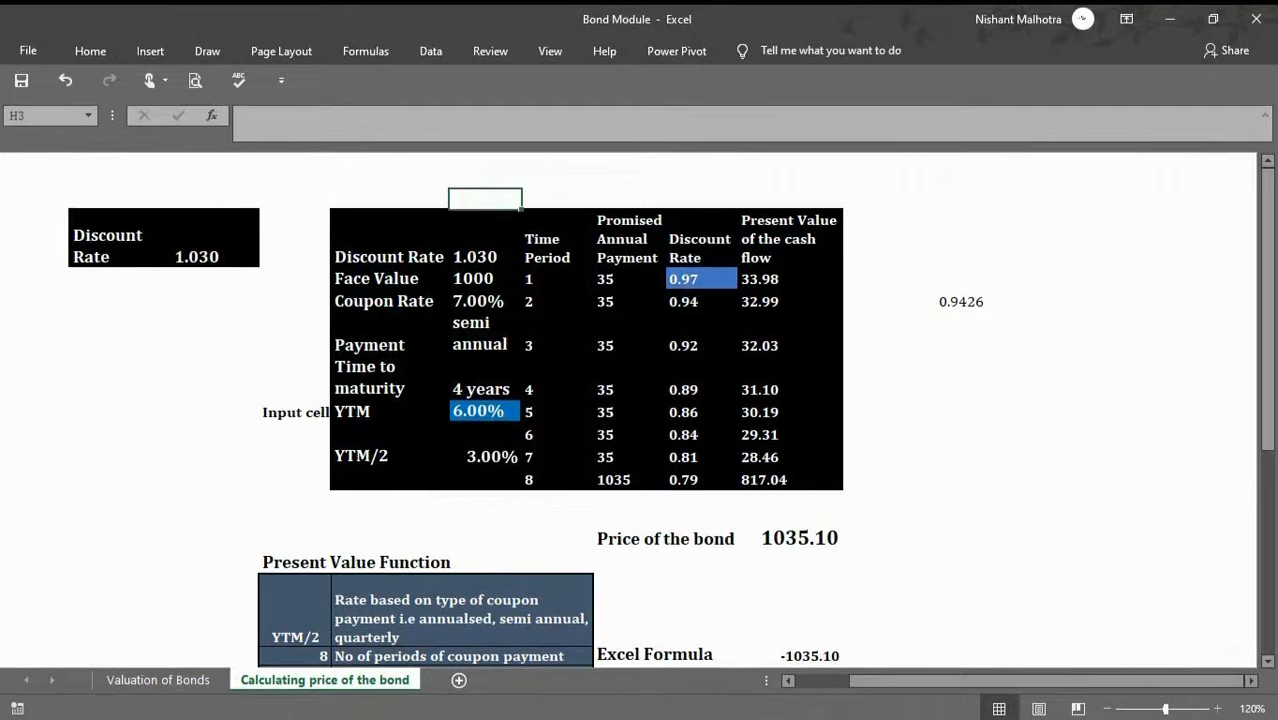 Bond Module - Excel
Nishant Malhotra
File Home Insert Draw Page Layout Formulas Data Review View Help Power Pivot Tell me what you want to do Share
ABC
H3
fx
Discount
Rate 1.030
Promised Present Value
Time Annual Discount of the cash
Discount Rate 1.030 Period Payment Rate flow
Face Value 1000 1 35 0.97 33.98
Coupon Rate 7.00% 2 35 0.94 32.99 0.9426
semi
Payment annual 3 35 0.92 32.03
Time to
maturity 4 years 4 35 0.89 31.10
Input cell YTM 6.00% 5 35 0.86 30.19
6 35 0.84 29.31
YTM/2 3.00% 7 35 0.81 28.46
8 1035 0.79 817.04
Price of the bond 1035.10
Present Value Function
Rate based on type of coupon
payment i.e annualsed, semi annual,
YTM/2 quarterly
8 No of periods of coupon payment
Excel Formula -1035.10
Valuation of Bonds Calculating price of the bond
120%